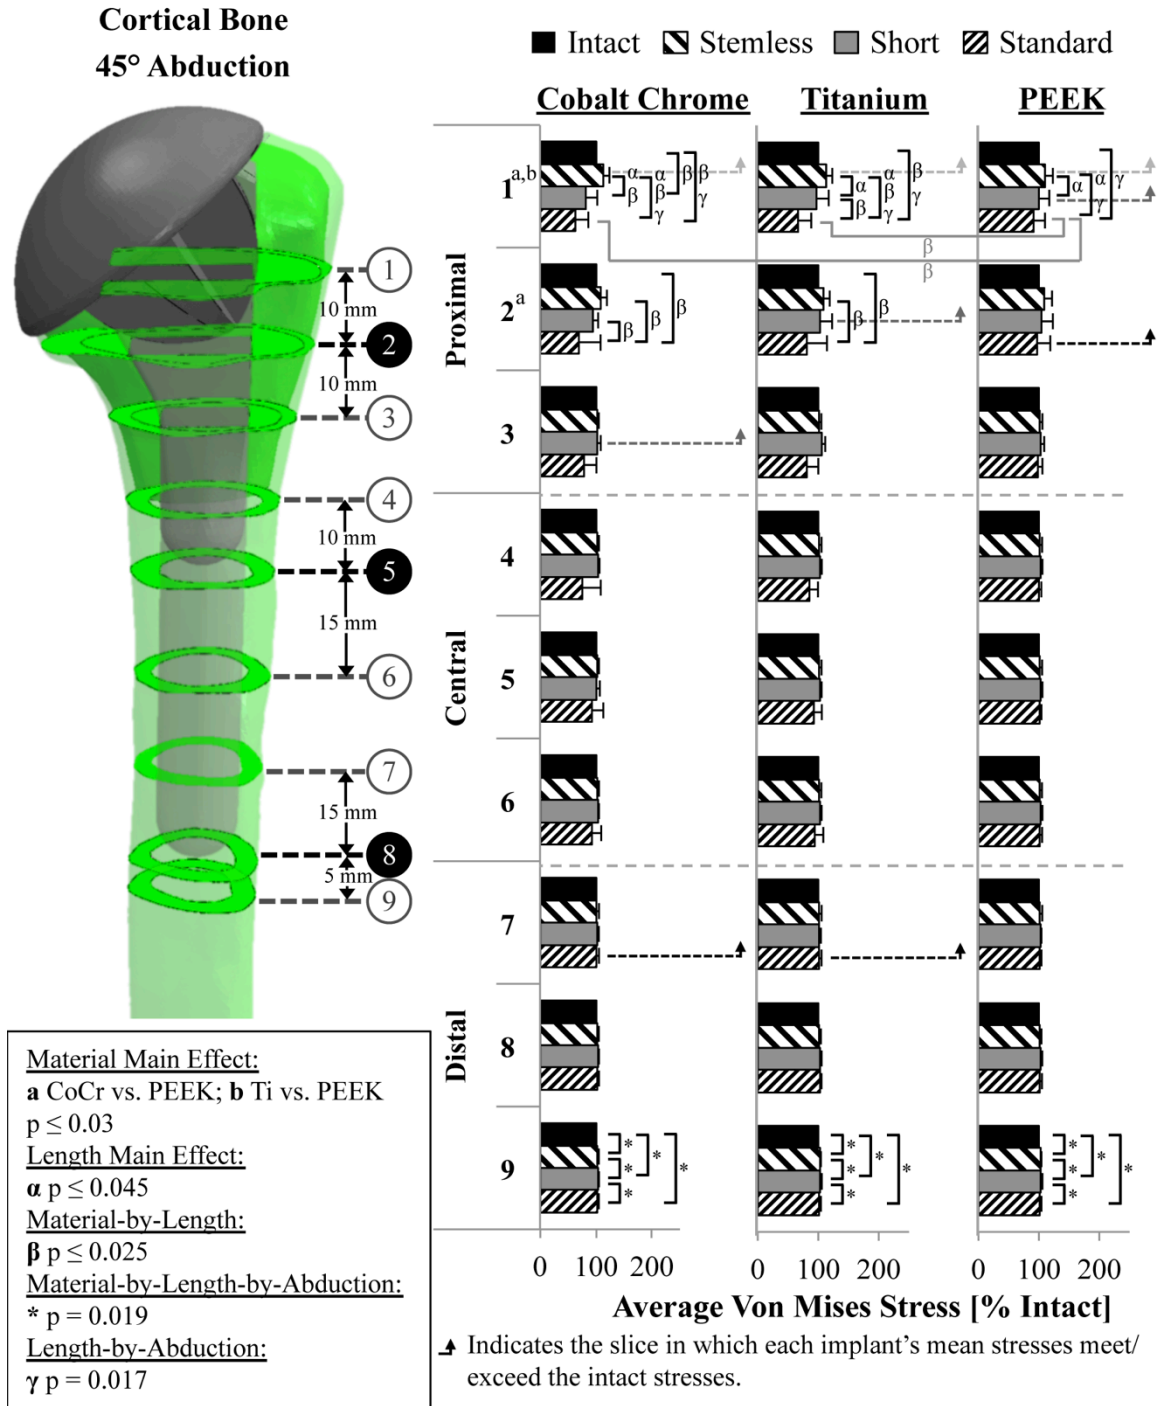 Cortical Bone
45° Abduction
Intact Stemless Short Standard
Cobalt Chrome Titanium PEEK
1
10 mm
2
10 mm
3
4
10 mm
5
15 mm
6
7
15 mm
8
5 mm
9
Proximal
Central
Distal
1 a,b
α β α β γ α β β γ
α β α β γ β γ
α α γ γ
β
β
2 a
β β β
β β
3
4
5
6
7
8
9
* * * *
* * * *
* * * *
0 100 200
0 100 200
0 100 200
Average Von Mises Stress [% Intact]
Indicates the slice in which each implant's mean stresses meet/
exceed the intact stresses.
Material Main Effect:
a CoCr vs. PEEK; b Ti vs. PEEK
p ≤ 0.03
Length Main Effect:
α p ≤ 0.045
Material-by-Length:
β p ≤ 0.025
Material-by-Length-by-Abduction:
* p = 0.019
Length-by-Abduction:
γ p = 0.017